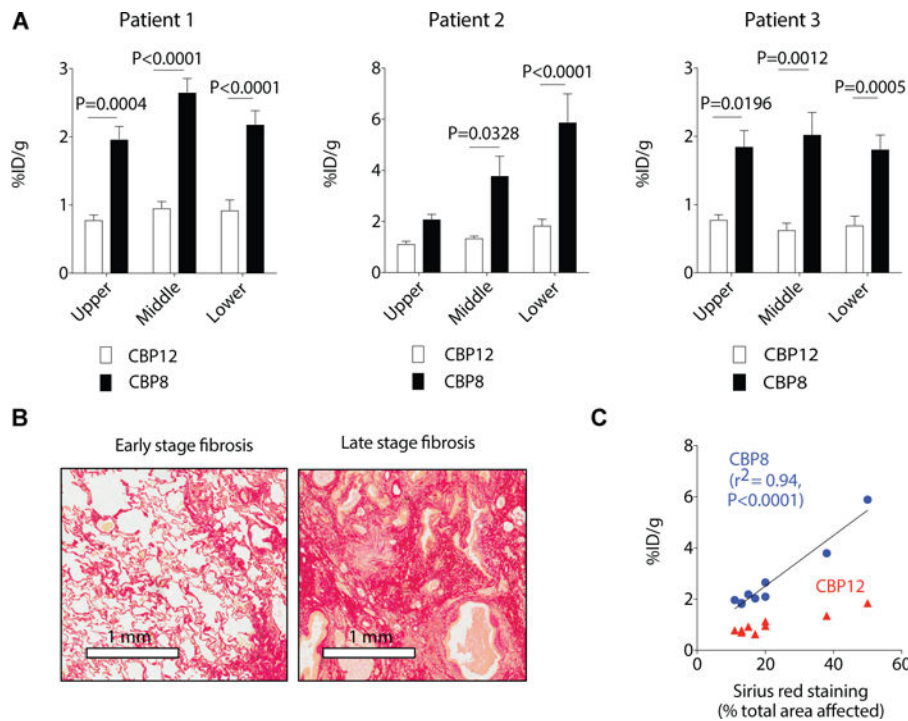 A
Patient 1
Patient 2
Patient 3
%ID/g
3
2
1
0
P=0.0004
P<0.0001
P<0.0001
Upper
Middle
Lower
CBP12
CBP8
%ID/g
8
6
4
2
0
P=0.0328
P<0.0001
Upper
Middle
Lower
CBP12
CBP8
%ID/g
3
2
1
0
P=0.0196
P=0.0012
P=0.0005
Upper
Middle
Lower
CBP12
CBP8
B
Early stage fibrosis
Late stage fibrosis
1 mm
1 mm
C
%ID/g
8
6
4
2
0
CBP8
(r²= 0.94,
P<0.0001)
CBP12
0 20 40 60
Sirius red staining
(% total area affected)